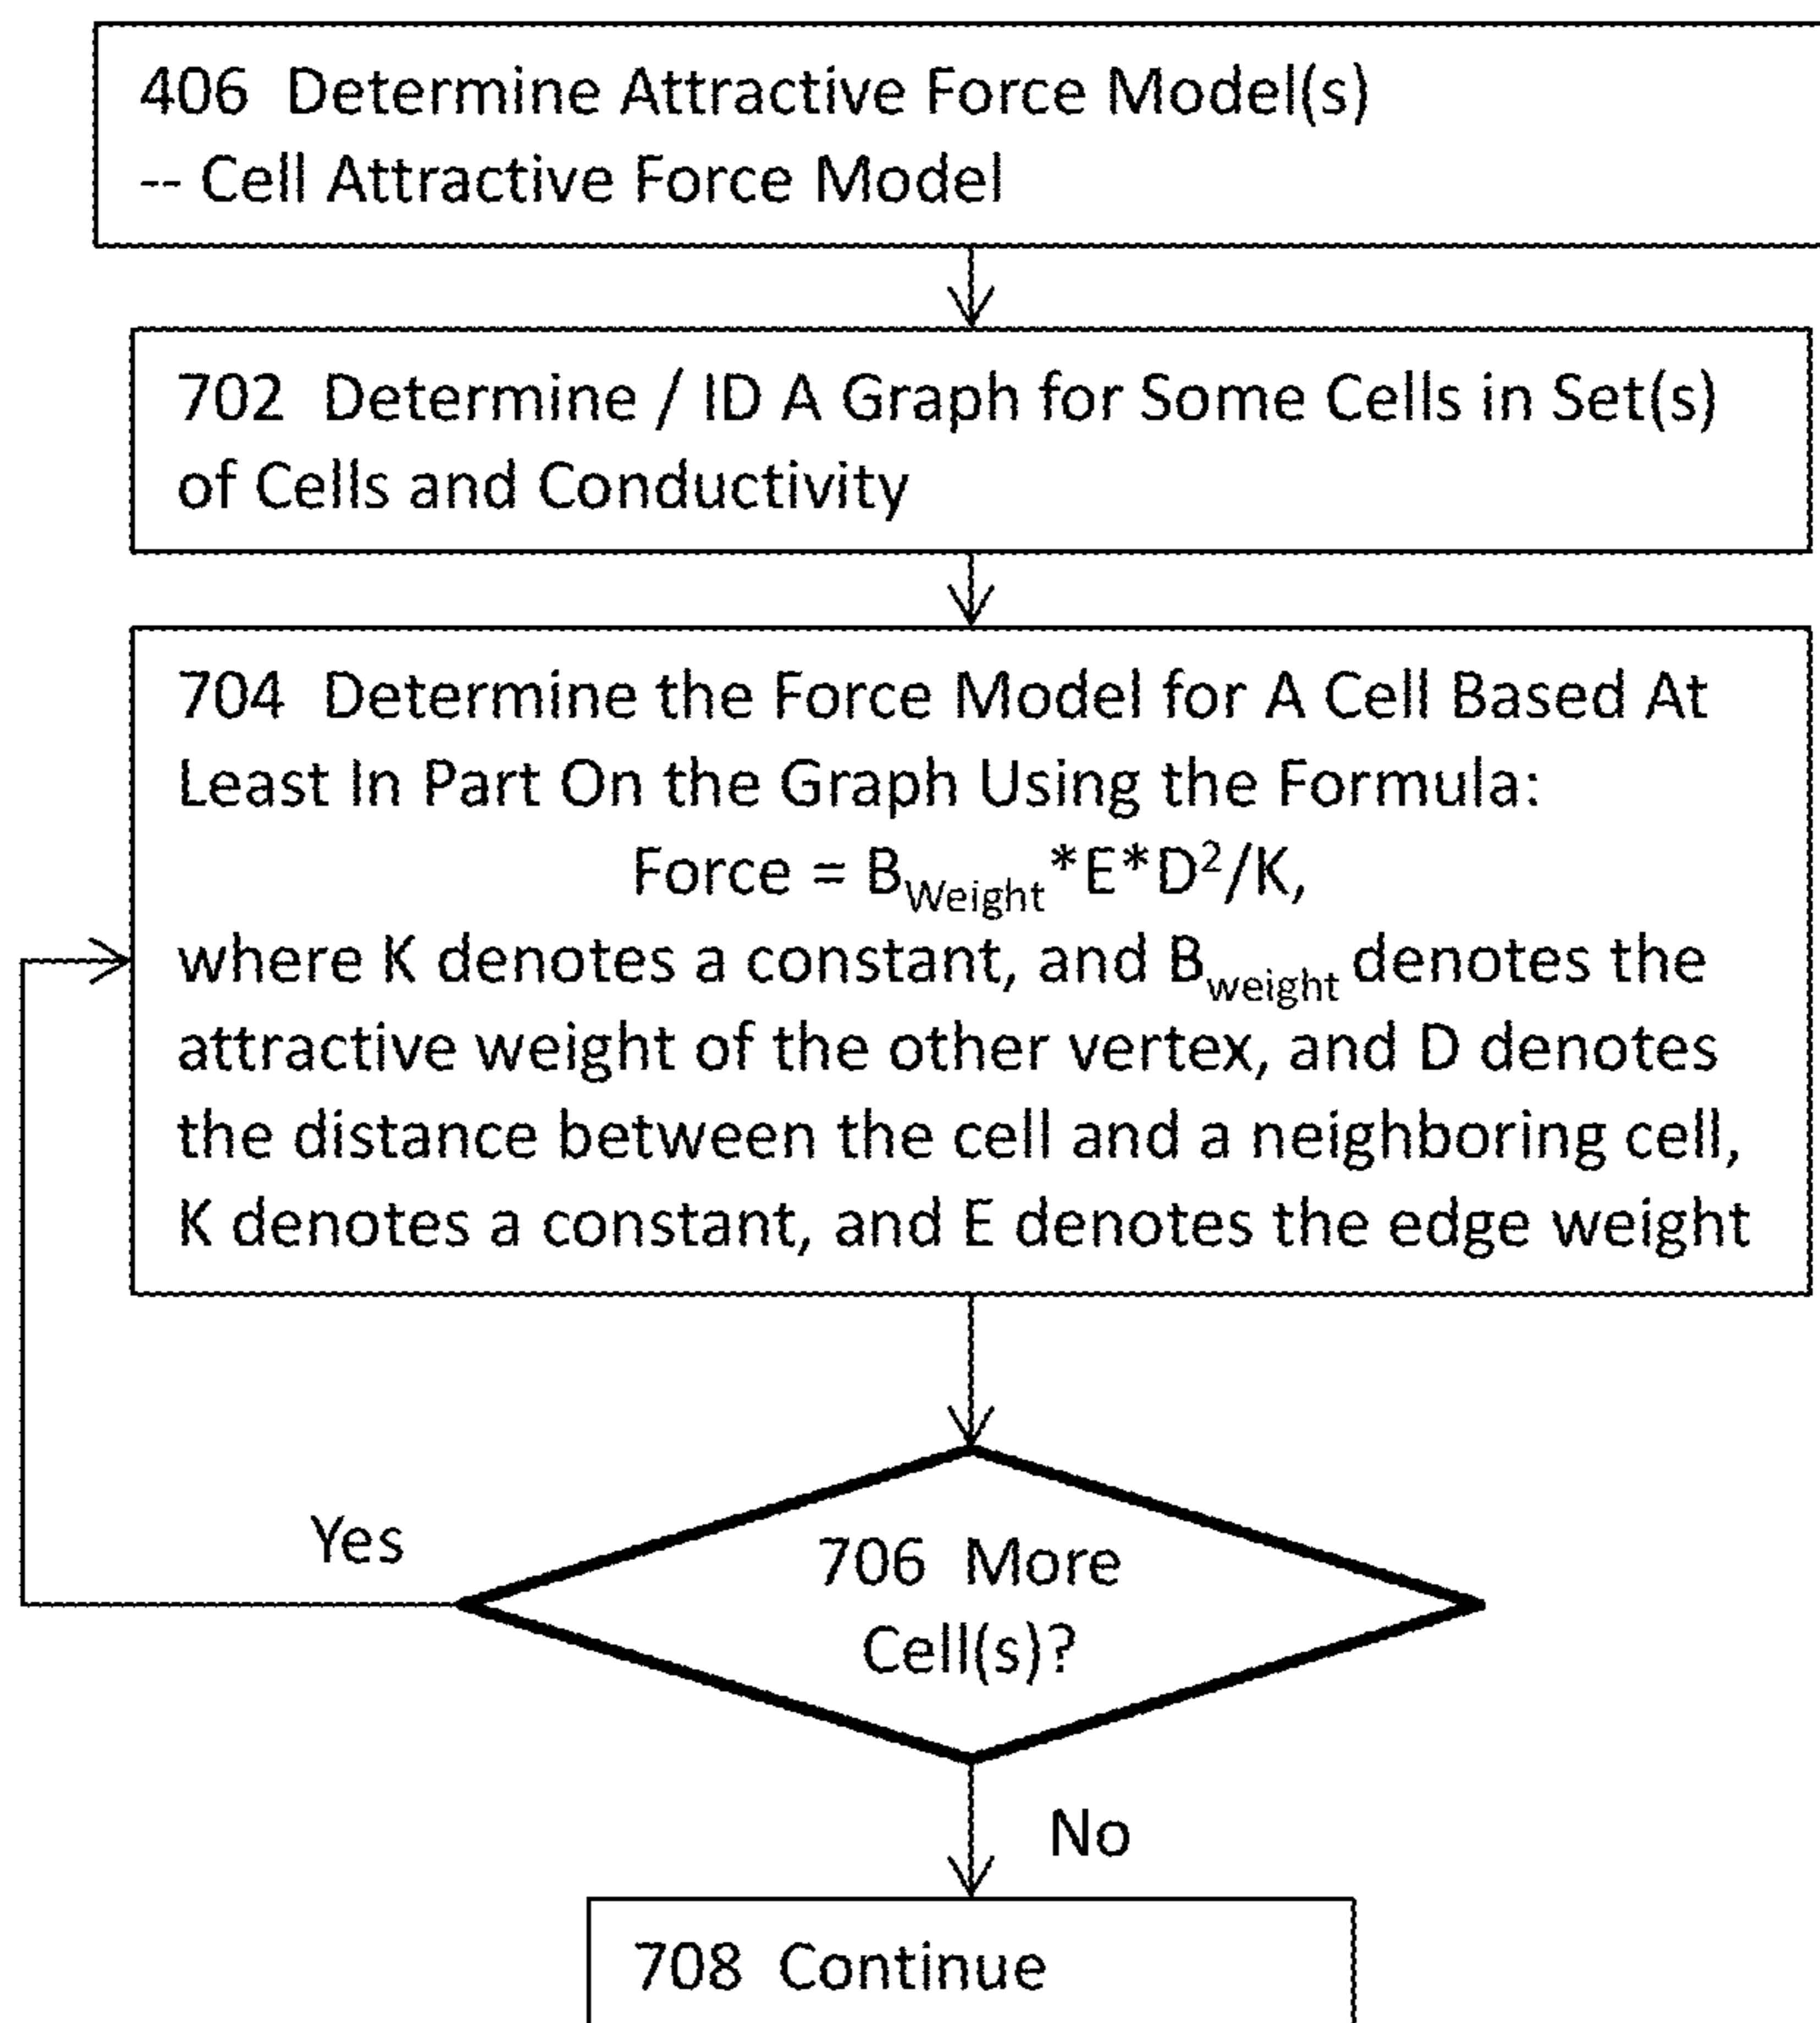 406 Determine Attractive Force Model(s)
-- Cell Attractive Force Model
702 Determine / ID A Graph for Some Cells in Set(s)
of Cells and Conductivity
704 Determine the Force Model for A Cell Based At
Least In Part On the Graph Using the Formula:
Force = B_Weight*E*D²/K,
where K denotes a constant, and B_weight denotes the
attractive weight of the other vertex, and D denotes
the distance between the cell and a neighboring cell,
K denotes a constant, and E denotes the edge weight
Yes
706 More
Cell(s)?
No
708 Continue